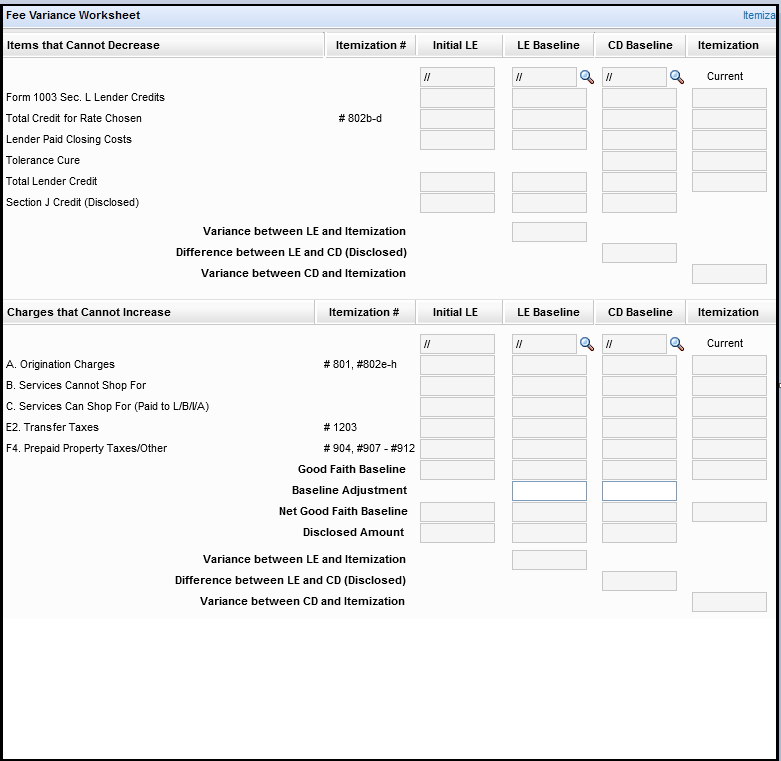 Fee Variance Worksheet Itemiza
Items that Cannot Decrease Itemization # Initial LE LE Baseline CD Baseline Itemization
// // // Current
Form 1003 Sec. L Lender Credits
Total Credit for Rate Chosen # 802b-d
Lender Paid Closing Costs
Tolerance Cure
Total Lender Credit
Section J Credit (Disclosed)
Variance between LE and Itemization
Difference between LE and CD (Disclosed)
Variance between CD and Itemization
Charges that Cannot Increase Itemization # Initial LE LE Baseline CD Baseline Itemization
// // // Current
A. Origination Charges # 801, #802e-h
B. Services Cannot Shop For
C. Services Can Shop For (Paid to L/B/I/A)
E2. Transfer Taxes # 1203
F4. Prepaid Property Taxes/Other # 904, #907 - #912
Good Faith Baseline
Baseline Adjustment
Net Good Faith Baseline
Disclosed Amount
Variance between LE and Itemization
Difference between LE and CD (Disclosed)
Variance between CD and Itemization